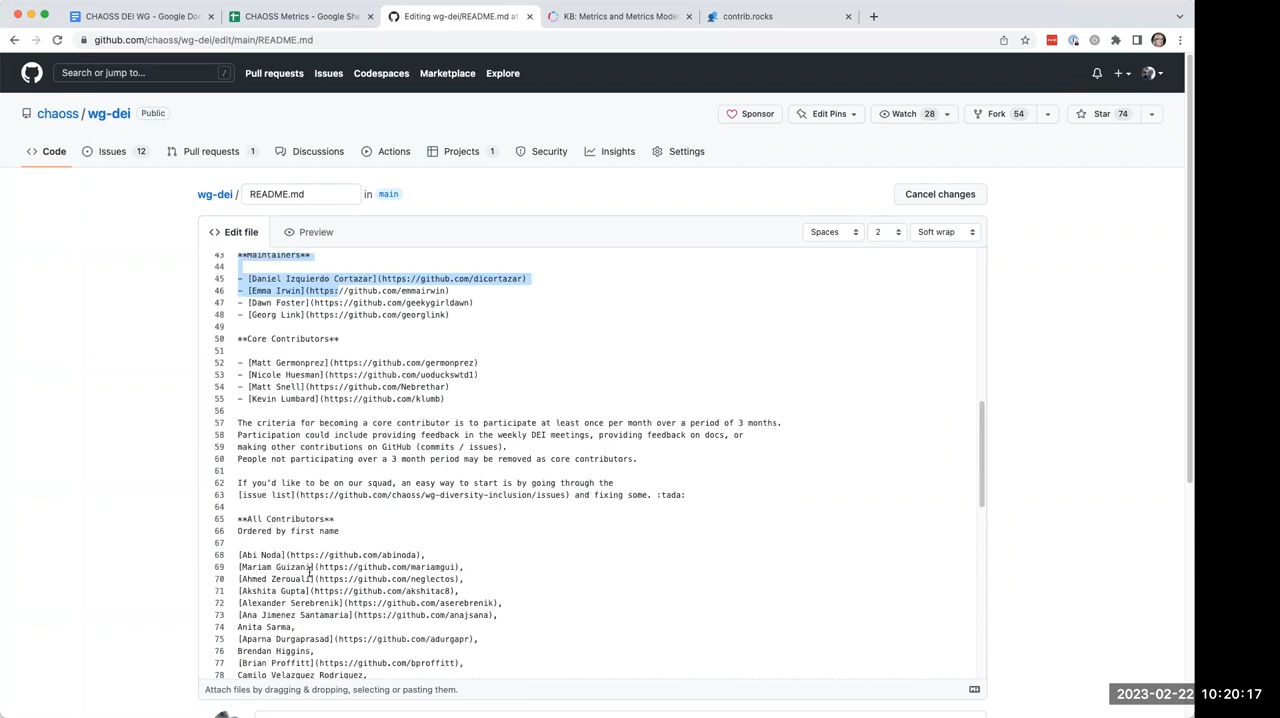 CHAOSS DEI WG - Google Doc
CHAOSS Metrics - Google She
Editing wg-dei/README.md at
KB: Metrics and Metrics Model
contrib.rocks
github.com/chaoss/wg-dei/edit/main/README.md
Search or jump to...
/
Pull requests
Issues
Codespaces
Marketplace
Explore
chaoss / wg-dei
Public
Sponsor
Edit Pins
Watch 28
Fork 54
Star 74
Code
Issues 12
Pull requests 1
Discussions
Actions
Projects 1
Security
Insights
Settings
wg-dei / README.md in main
Cancel changes
Edit file
Preview
Spaces
2
Soft wrap
43 **Maintainers**
44
45 - [Daniel Izquierdo Cortazar](https://github.com/dicortazar)
46 - [Emma Irwin](https://github.com/emmairwin)
47 - [Dawn Foster](https://github.com/geekygirldawn)
48 - [Georg Link](https://github.com/georglink)
49
50 **Core Contributors**
51
52 - [Matt Germonprez](https://github.com/germonprez)
53 - [Nicole Huesman](https://github.com/uoduckswtd1)
54 - [Matt Snell](https://github.com/Nebrethar)
55 - [Kevin Lumbard](https://github.com/klumb)
56
57 The criteria for becoming a core contributor is to participate at least once per month over a period of 3 months.
58 Participation could include providing feedback in the weekly DEI meetings, providing feedback on docs, or
59 making other contributions on GitHub (commits / issues).
60 People not participating over a 3 month period may be removed as core contributors.
61
62 If you'd like to be on our squad, an easy way to start is by going through the
63 [issue list](https://github.com/chaoss/wg-diversity-inclusion/issues) and fixing some. :tada:
64
65 **All Contributors**
66 Ordered by first name
67
68 [Abi Noda](https://github.com/abinoda),
69 [Mariam Guizani](https://github.com/mariamgui),
70 [Ahmed Zerouali](https://github.com/neglectos),
71 [Akshita Gupta](https://github.com/akshitac8),
72 [Alexander Serebrenik](https://github.com/aserebrenik),
73 [Ana Jimenez Santamaria](https://github.com/anajsana),
74 Anita Sarma,
75 [Aparna Durgaprasad](https://github.com/adurgapr),
76 Brendan Higgins,
77 [Brian Proffitt](https://github.com/bproffitt),
78 Camilo Velazquez Rodriguez,
Attach files by dragging & dropping, selecting or pasting them.
2023-02-22 10:20:17